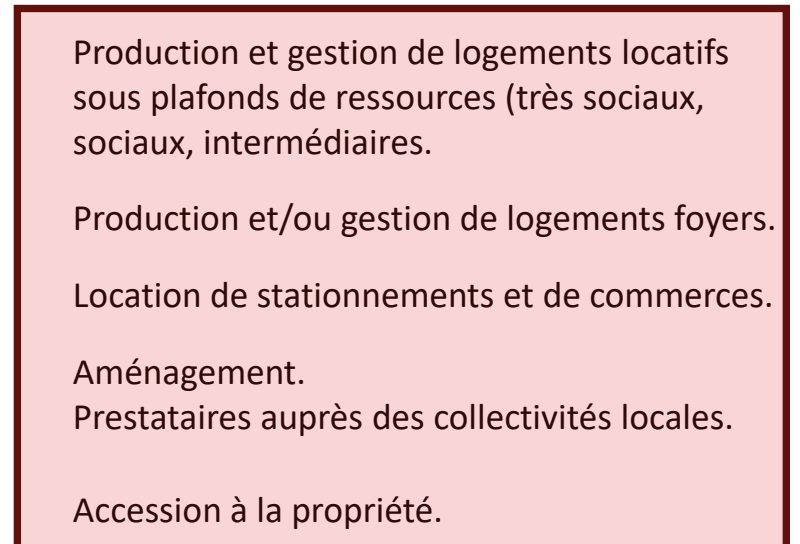 Production et gestion de logements locatifs
sous plafonds de ressources (très sociaux,
sociaux, intermédiaires.
Production et/ou gestion de logements foyers.
Location de stationnements et de commerces.
Aménagement.
Prestataires auprès des collectivités locales.
Accession à la propriété.